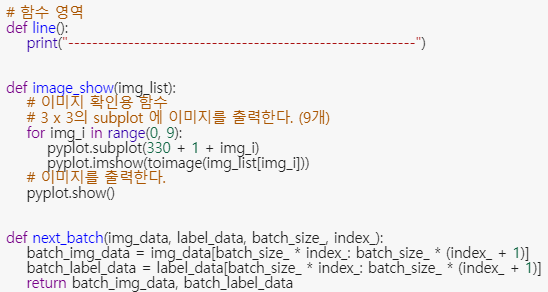 # 함수 영역
def line():
    print("----------------------------------------------------------")
def image_show(img_list):
    # 이미지 확인용 함수
    # 3 x 3의 subplot 에 이미지를 출력한다. (9개)
    for img_i in range(0, 9):
        pyplot.subplot(330 + 1 + img_i)
        pyplot.imshow(toimage(img_list[img_i]))
    # 이미지를 출력한다.
    pyplot.show()
def next_batch(img_data, label_data, batch_size_, index_):
    batch_img_data = img_data[batch_size_ * index_: batch_size_ * (index_ + 1)]
    batch_label_data = label_data[batch_size_ * index_: batch_size_ * (index_ + 1)]
    return batch_img_data, batch_label_data